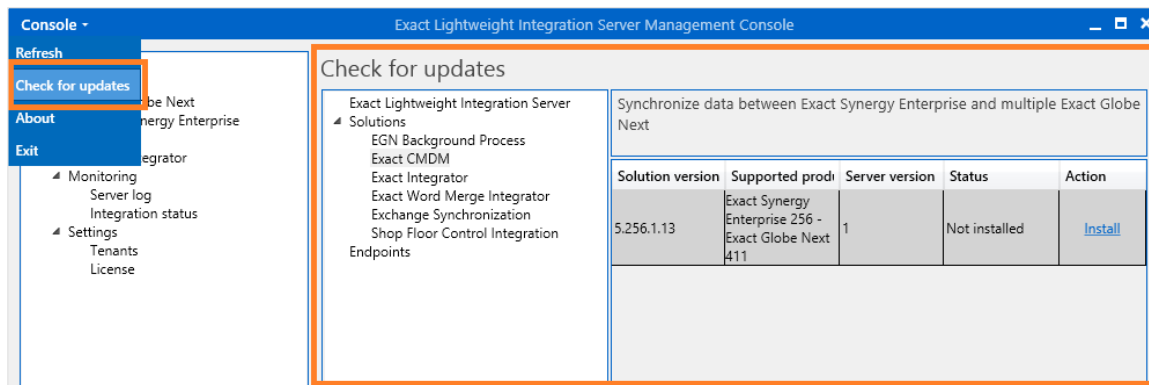 Console
Exact Lightweight Integration Server Management Console
Refresh
Check for updates
About
Exit
be Next
nergy Enterprise
egrator
Monitoring
Server log
Integration status
Settings
Tenants
License
Check for updates
Exact Lightweight Integration Server
Solutions
EGN Background Process
Exact CMDM
Exact Integrator
Exact Word Merge Integrator
Exchange Synchronization
Shop Floor Control Integration
Endpoints
Synchronize data between Exact Synergy Enterprise and multiple Exact Globe
Next
Solution version Supported produ Server version Status Action
5.256.1.13
Exact Synergy
Enterprise 256 -
Exact Globe Next
411
1
Not installed
Install